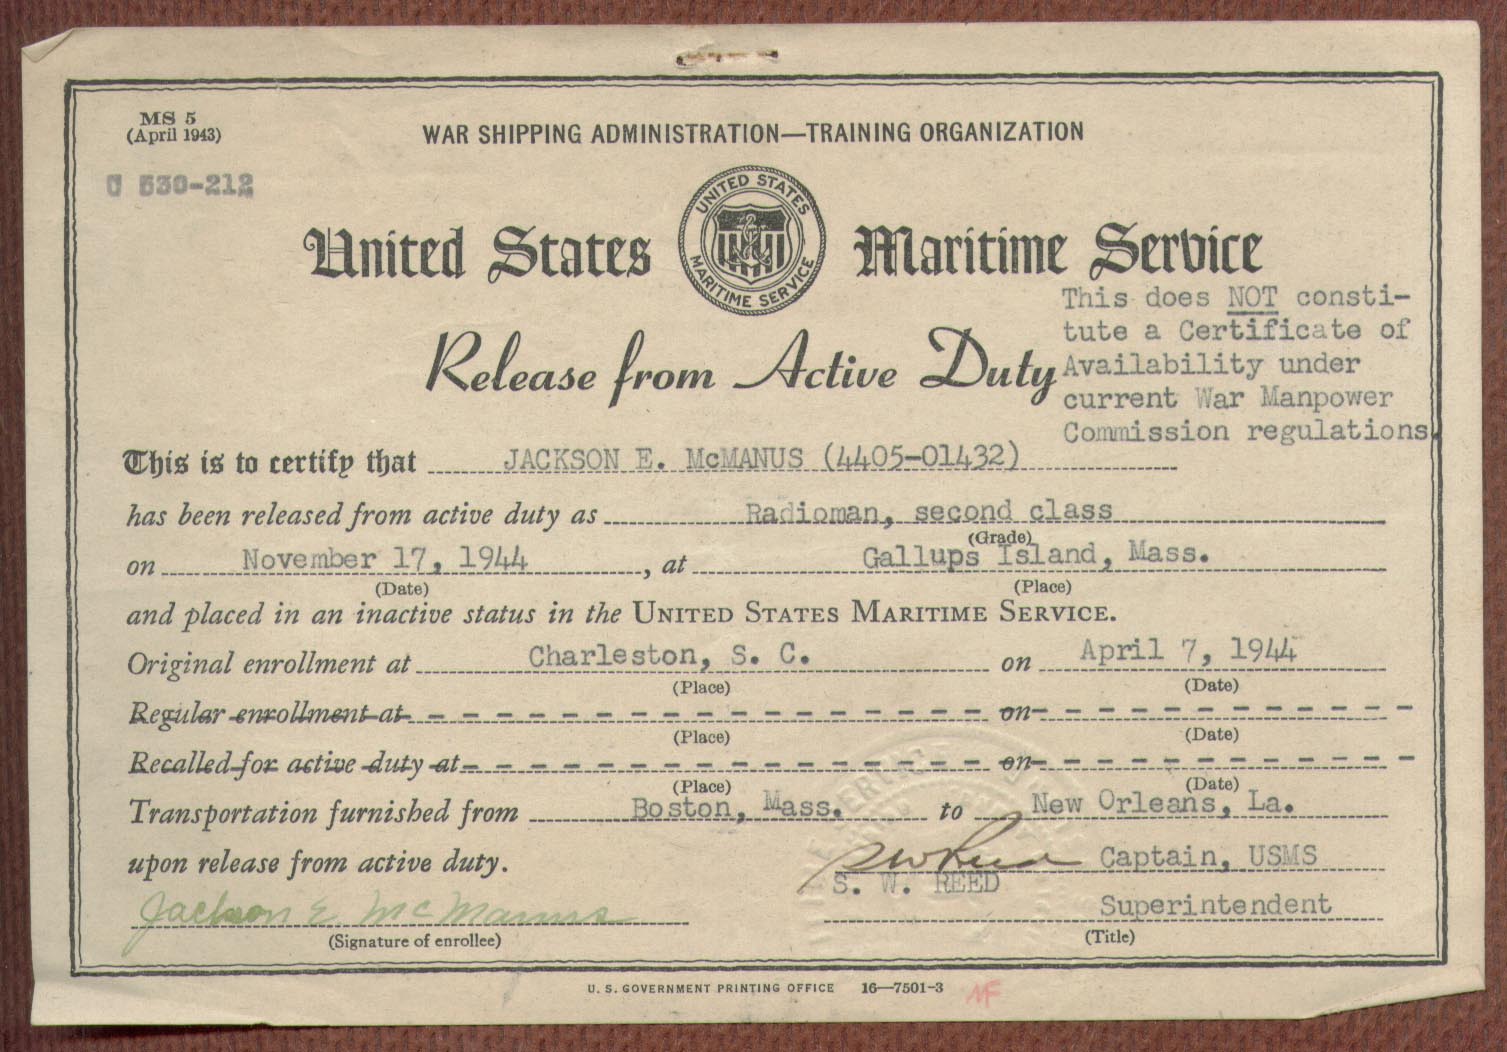 MS 5
(April 1943)
WAR SHIPPING ADMINISTRATION—TRAINING ORGANIZATION
530-212
UNITED STATES
MARITIME SERVICE
United States Maritime Service
This does NOT consti-
tute a Certificate of
Availability under
current War Manpower
Commission regulations.
Release from Active Duty
This is to certify that JACKSON E. McMANUS (4405-01432)
has been released from active duty as Radioman, second class
(Grade)
on November 17, 1944, at Gallups Island, Mass.
(Date) (Place)
and placed in an inactive status in the UNITED STATES MARITIME SERVICE.
Original enrollment at Charleston, S. C. on April 7, 1944
(Place) (Date)
Regular enrollment at on
(Place) (Date)
Recalled for active duty at on
(Place) (Date)
Transportation furnished from Boston, Mass. to New Orleans, La.
upon release from active duty. S W Reed Captain, USMS
S. W. REED
Jackson E. McManus Superintendent
(Signature of enrollee) (Title)
U. S. GOVERNMENT PRINTING OFFICE 16—7501-3